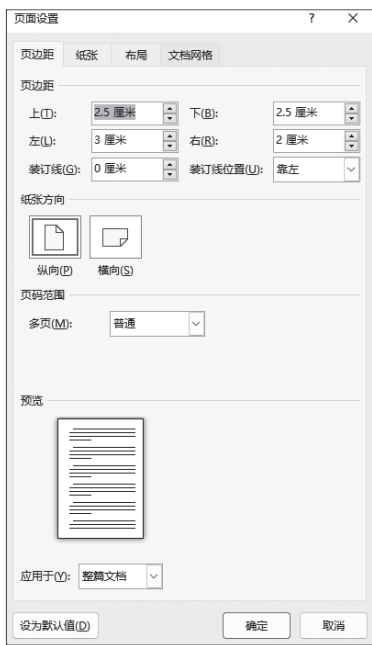 页面设置 ? ×
页边距 纸张 布局 文档网格
页边距
上(T): 2.5 厘米 下(B): 2.5 厘米
左(L): 3 厘米 右(R): 2 厘米
装订线(G): 0 厘米 装订线位置(U): 靠左
纸张方向
纵向(P) 横向(S)
页码范围
多页(M): 普通
预览
应用于(Y): 整篇文档
设为默认值(D) 确定 取消